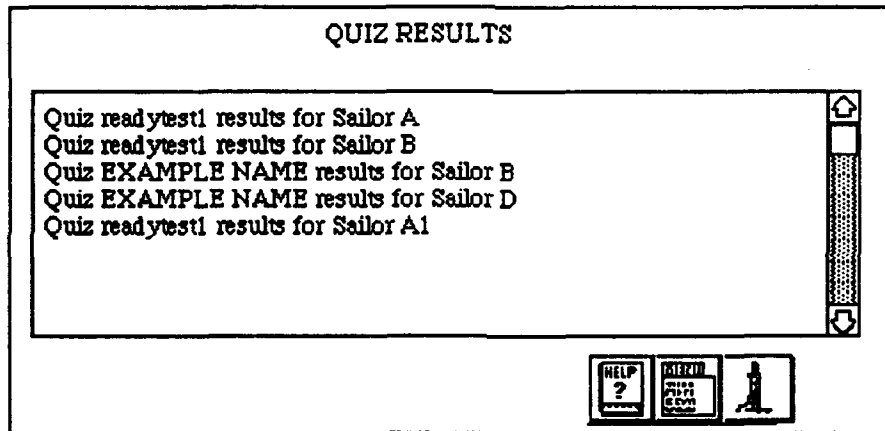 QUIZ RESULTS
Quiz readytest1 results for Sailor A
Quiz readytest1 results for Sailor B
Quiz EXAMPLE NAME results for Sailor B
Quiz EXAMPLE NAME results for Sailor D
Quiz readytest1 results for Sailor A1
HELP
?